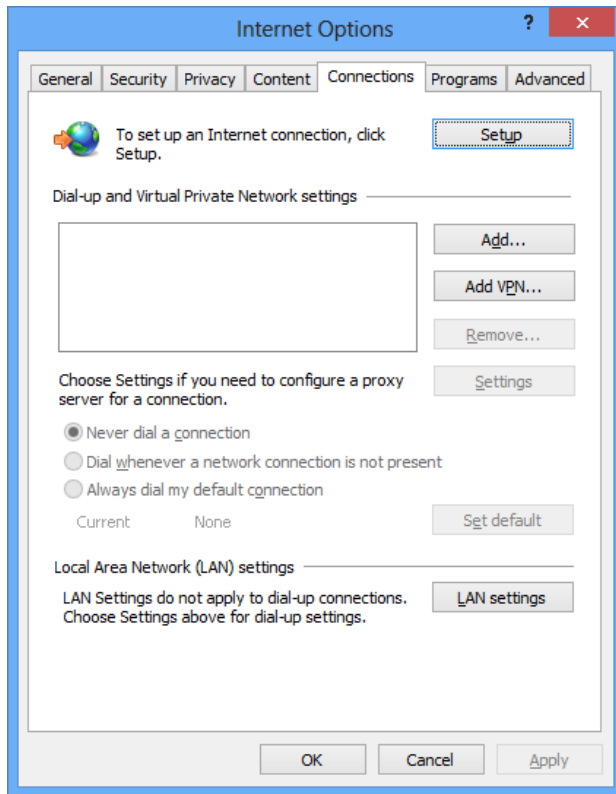 Internet Options
?
General Security Privacy Content Connections Programs Advanced
To set up an Internet connection, click
Setup.
Setup
Dial-up and Virtual Private Network settings
Add...
Add VPN...
Remove...
Choose Settings if you need to configure a proxy
server for a connection.
Settings
Never dial a connection
Dial whenever a network connection is not present
Always dial my default connection
Current None
Set default
Local Area Network (LAN) settings
LAN Settings do not apply to dial-up connections.
Choose Settings above for dial-up settings.
LAN settings
OK Cancel Apply